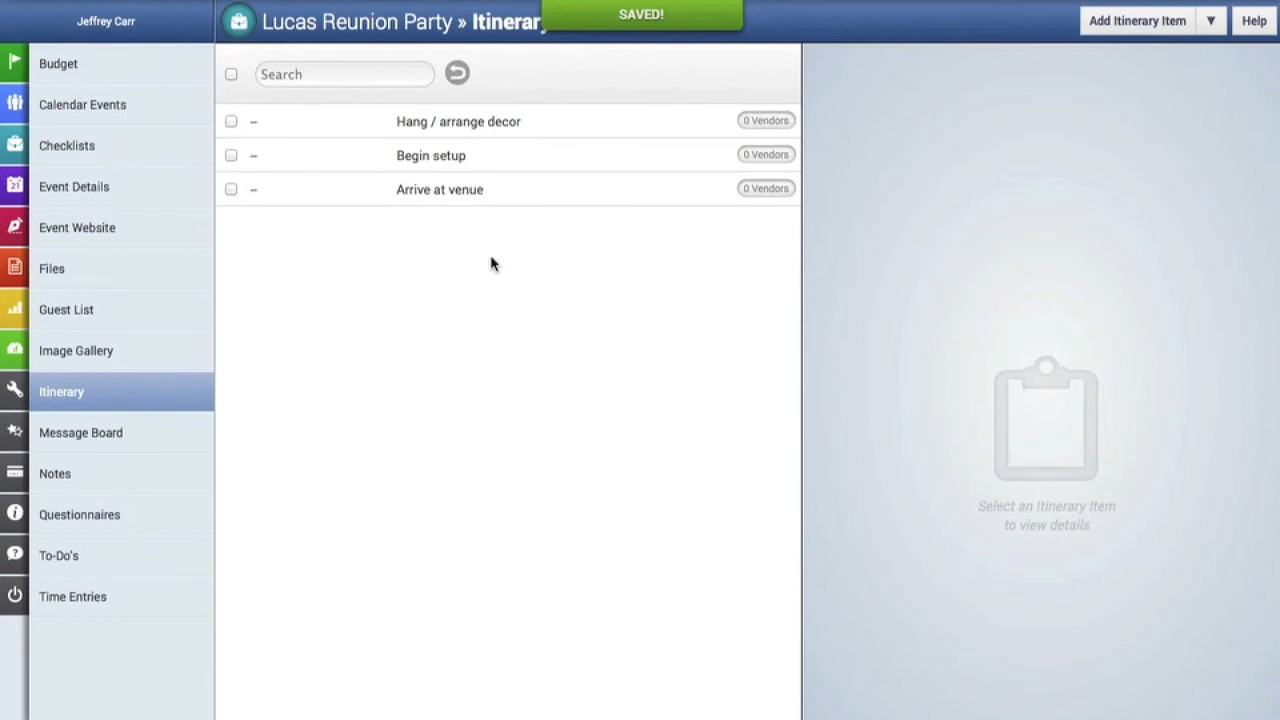 Jeffrey Carr
Lucas Reunion Party » Itinerary
SAVED!
Add Itinerary Item ▼
Help
Budget
Calendar Events
Checklists
Event Details
Event Website
Files
Guest List
Image Gallery
Itinerary
Message Board
Notes
Questionnaires
To-Do's
Time Entries
Search
-- Hang / arrange decor 0 Vendors
-- Begin setup 0 Vendors
-- Arrive at venue 0 Vendors
Select an Itinerary Item
to view details
21